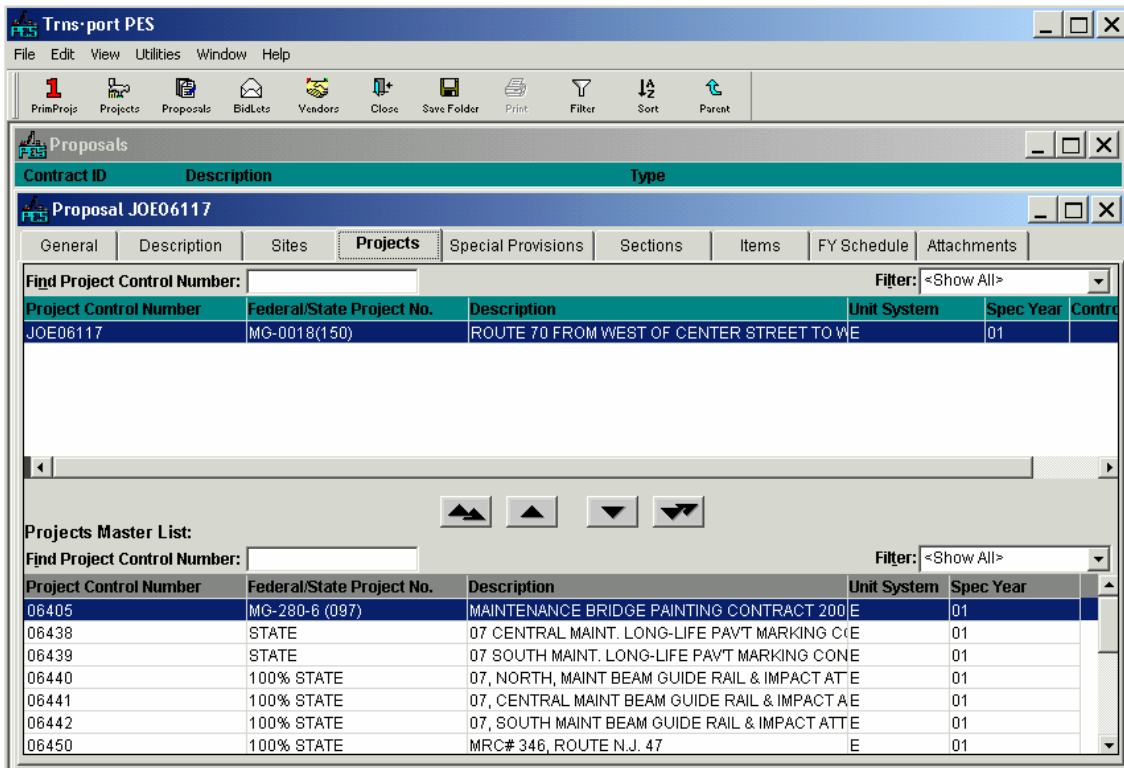 Trns·port PES
File Edit View Utilities Window Help
PrimProjs Projects Proposals BidLets Vendors Close Save Folder Print Filter Sort Parent
Proposals
Contract ID Description Type
Proposal JOE06117
General Description Sites Projects Special Provisions Sections Items FY Schedule Attachments
Find Project Control Number: Filter: <Show All>
Project Control Number Federal/State Project No. Description Unit System Spec Year Contro
JOE06117 MG-0018(150) ROUTE 70 FROM WEST OF CENTER STREET TO W E 01
Projects Master List:
Find Project Control Number: Filter: <Show All>
Project Control Number Federal/State Project No. Description Unit System Spec Year
06405 MG-280-6 (097) MAINTENANCE BRIDGE PAINTING CONTRACT 200 E 01
06438 STATE 07 CENTRAL MAINT. LONG-LIFE PAV'T MARKING CO E 01
06439 STATE 07 SOUTH MAINT. LONG-LIFE PAV'T MARKING CON E 01
06440 100% STATE 07, NORTH, MAINT BEAM GUIDE RAIL & IMPACT ATT E 01
06441 100% STATE 07, CENTRAL MAINT BEAM GUIDE RAIL & IMPACT A E 01
06442 100% STATE 07, SOUTH MAINT BEAM GUIDE RAIL & IMPACT ATT E 01
06450 100% STATE MRC# 346, ROUTE N.J. 47 E 01